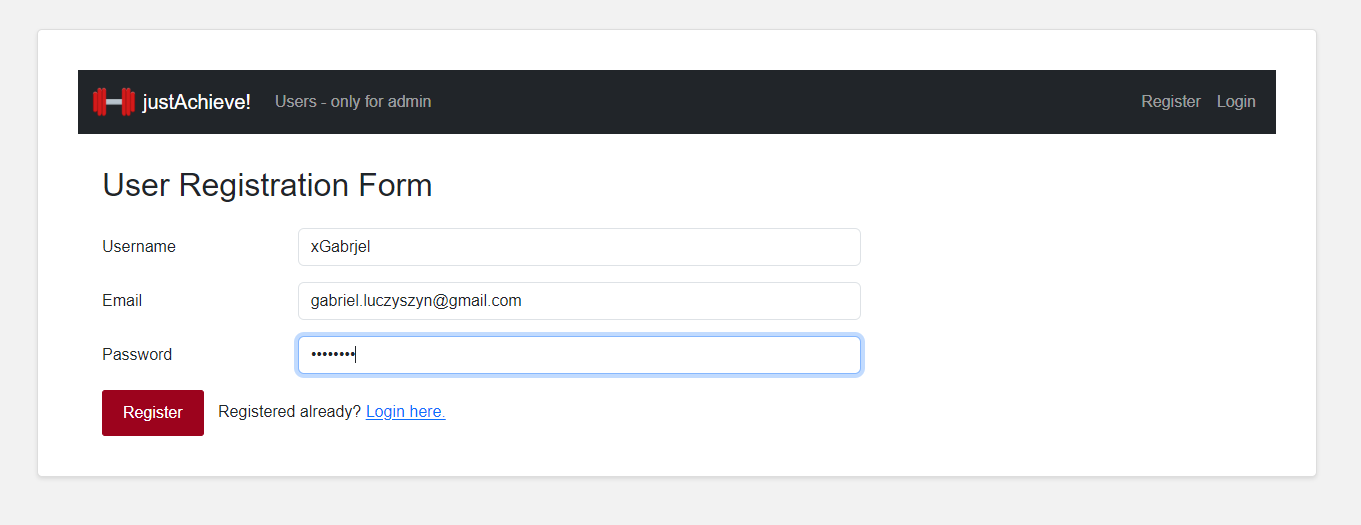 justAchieve! Users - only for admin Register Login
User Registration Form
Username xGabrjel
Email gabriel.luczyszyn@gmail.com
Password ••••••••
Register Registered already? Login here.